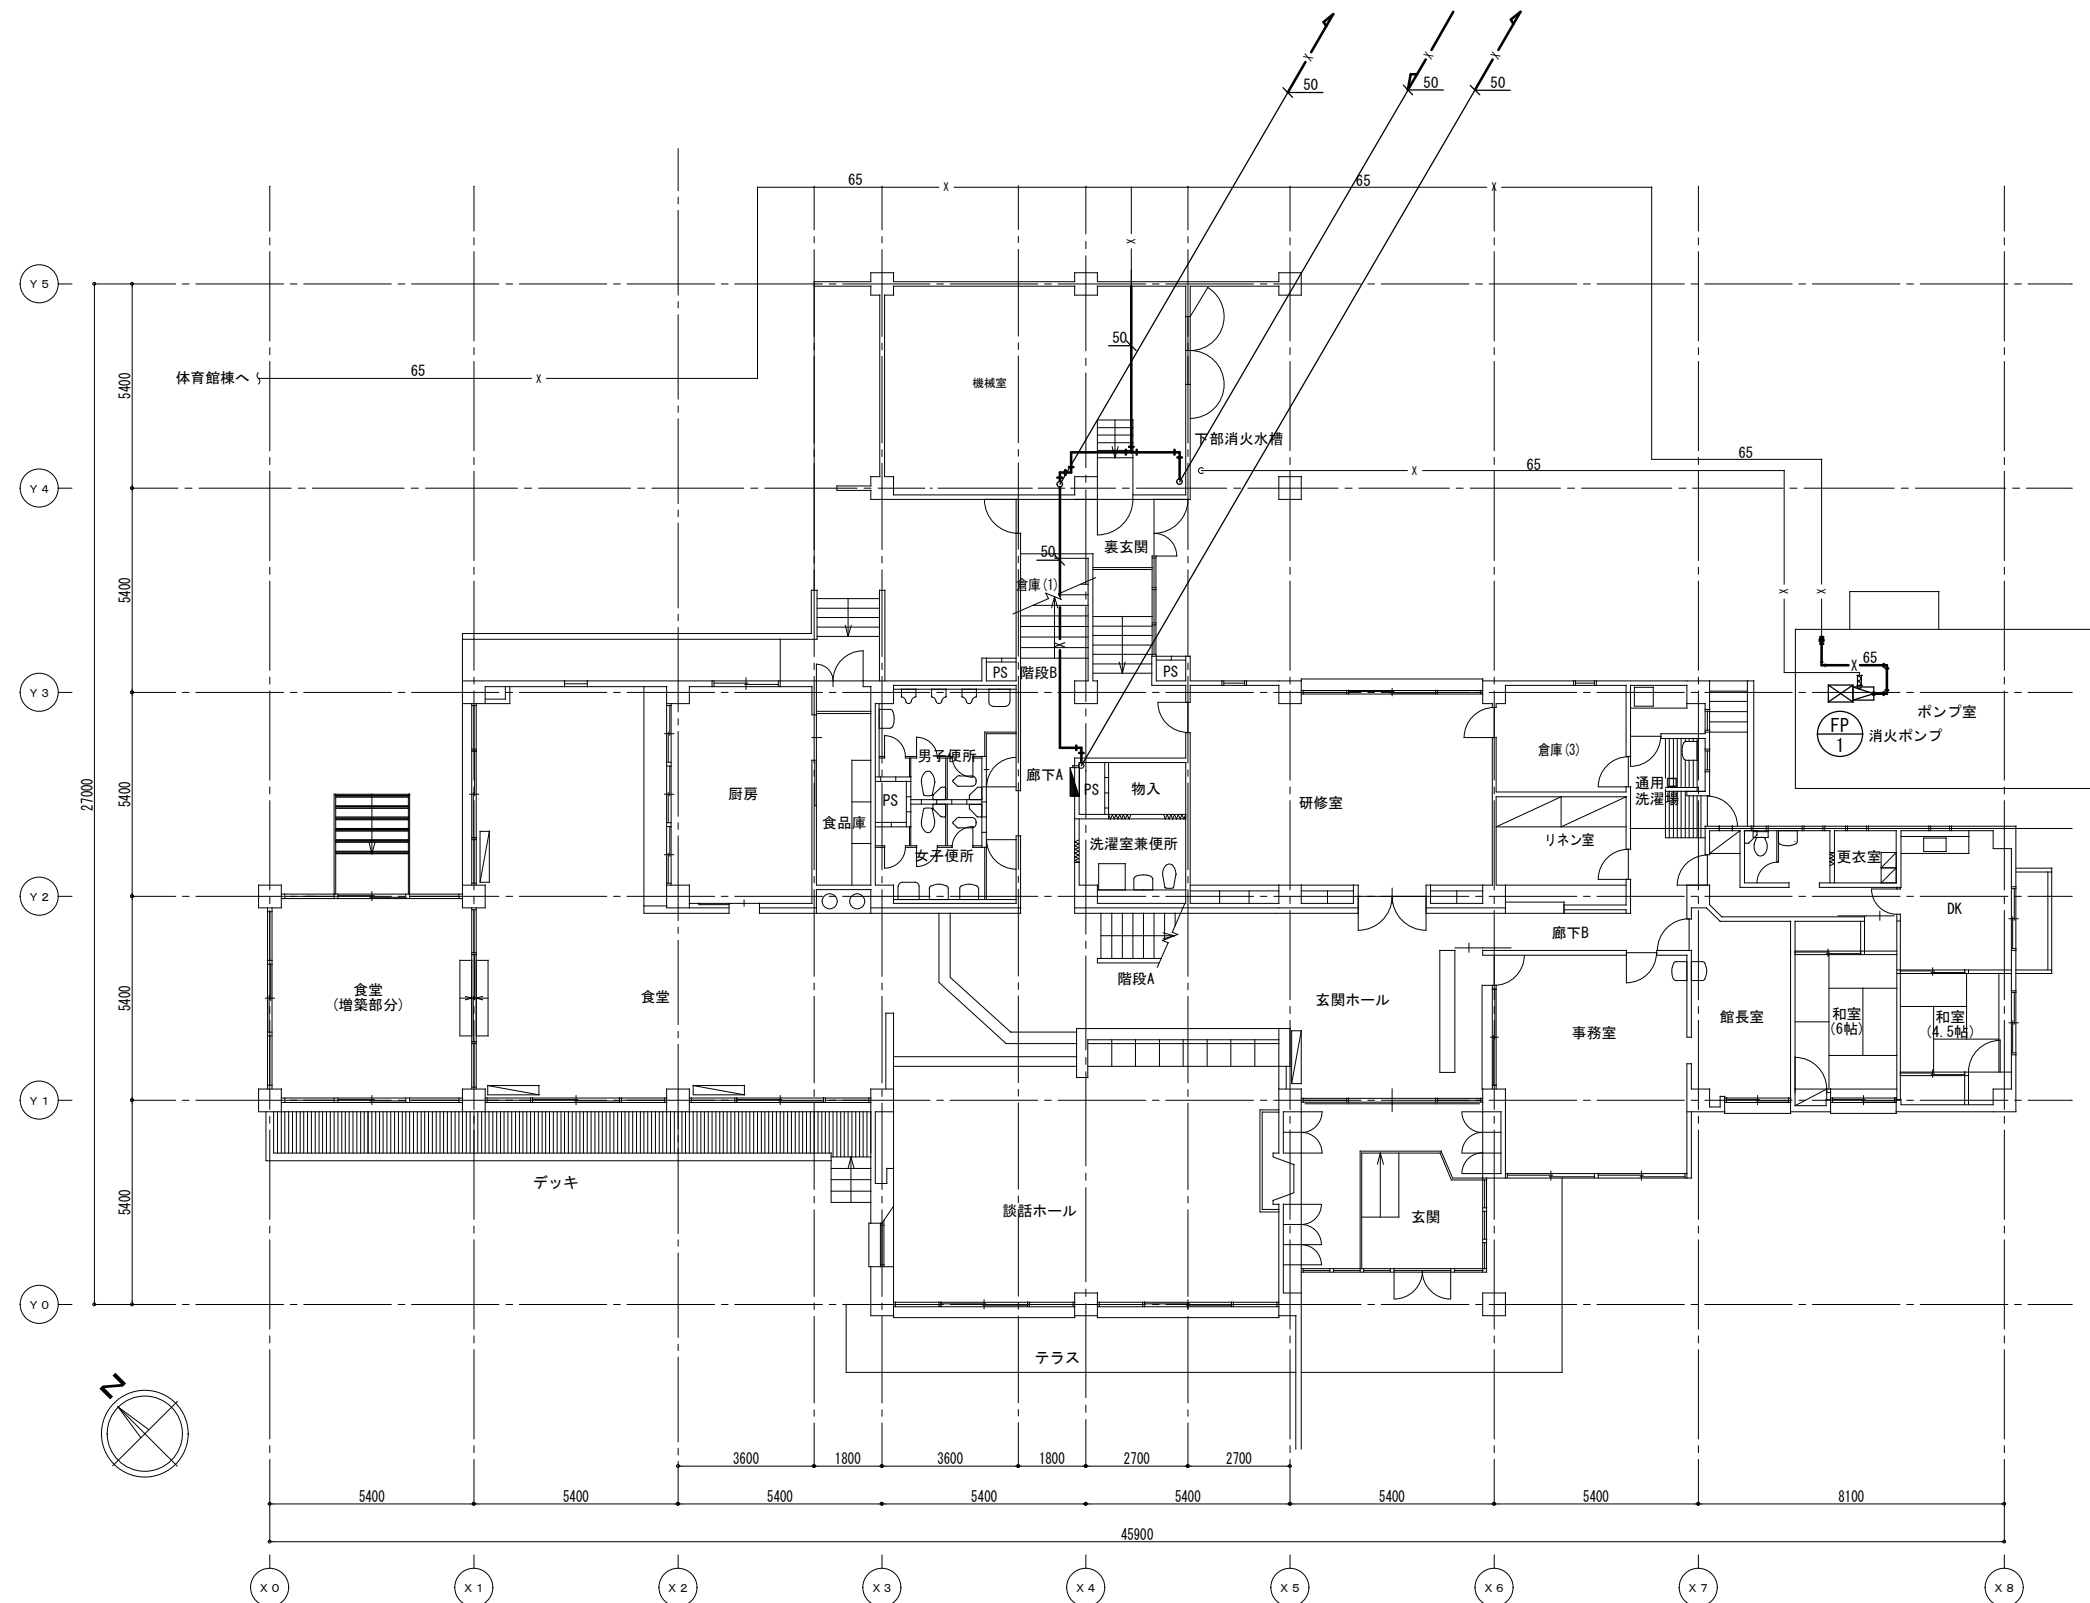 50
50
50
65
X
65
X
X
X
X
X
Y5
50
体育館棟へ
65
X
機械室
5400
下部消火水槽
65
X
65
65
Y4
裏玄関
50
倉庫(1)
5400
X
X
X
65
X
PS
階段B
PS
Y3
ポンプ室
FP
1
消火ポンプ
男子便所
倉庫(3)
廊下A
通用口
洗濯場
厨房
PS
物入
研修室
PS
食品庫
27000
5400
洗濯室兼便所
リネン室
女子便所
更衣室
Y2
DK
廊下B
階段A
食堂
(増築部分)
食堂
玄関ホール
5400
事務室
館長室
和室
(6帖)
和室
(4.5帖)
Y1
デッキ
5400
談話ホール
玄関
Y0
テラス
N
3600
1800
3600
1800
2700
2700
5400
5400
5400
5400
5400
5400
5400
8100
45900
X0
X1
X2
X3
X4
X5
X6
X7
X8